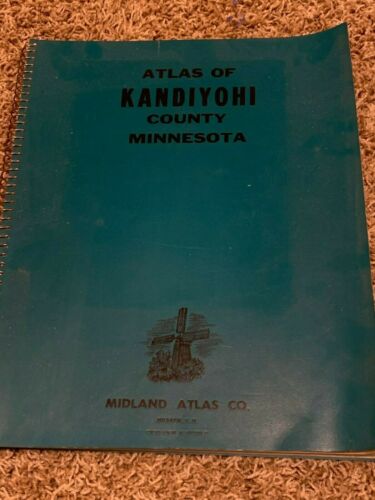 ATLAS OF
KANDIYOHI
COUNTY
MINNESOTA
MIDLAND ATLAS CO.